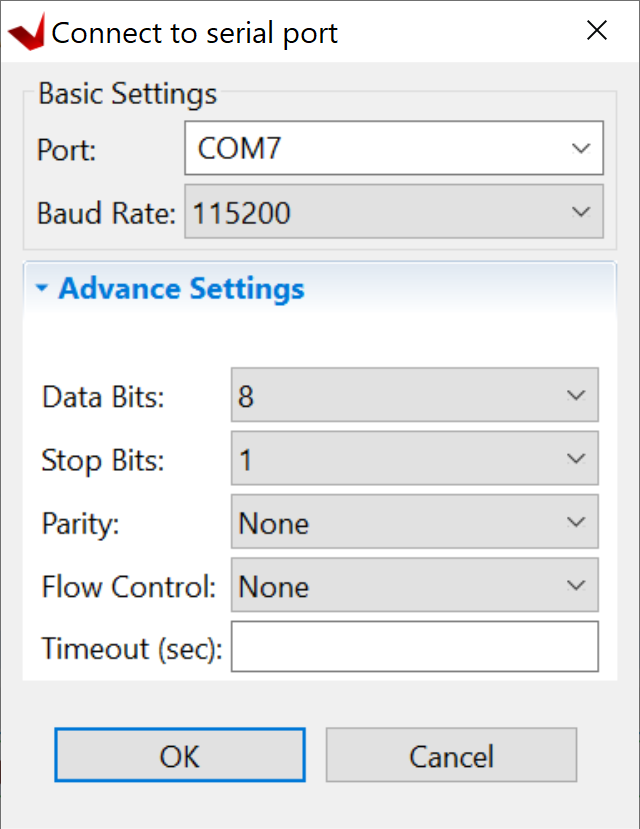 Connect to serial port
Basic Settings
Port: COM7
Baud Rate: 115200
Advance Settings
Data Bits: 8
Stop Bits: 1
Parity: None
Flow Control: None
Timeout (sec):
OK Cancel